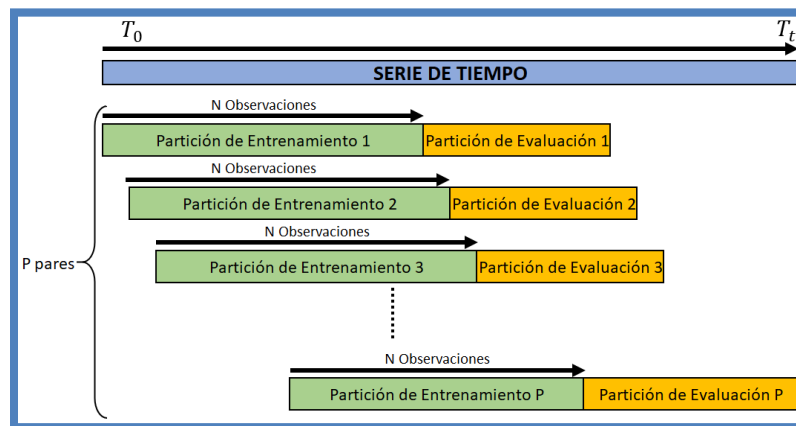 T₀
Tₜ
SERIE DE TIEMPO
N Observaciones
Partición de Entrenamiento 1
Partición de Evaluación 1
N Observaciones
Partición de Entrenamiento 2
Partición de Evaluación 2
N Observaciones
Partición de Entrenamiento 3
Partición de Evaluación 3
P pares
N Observaciones
Partición de Entrenamiento P
Partición de Evaluación P